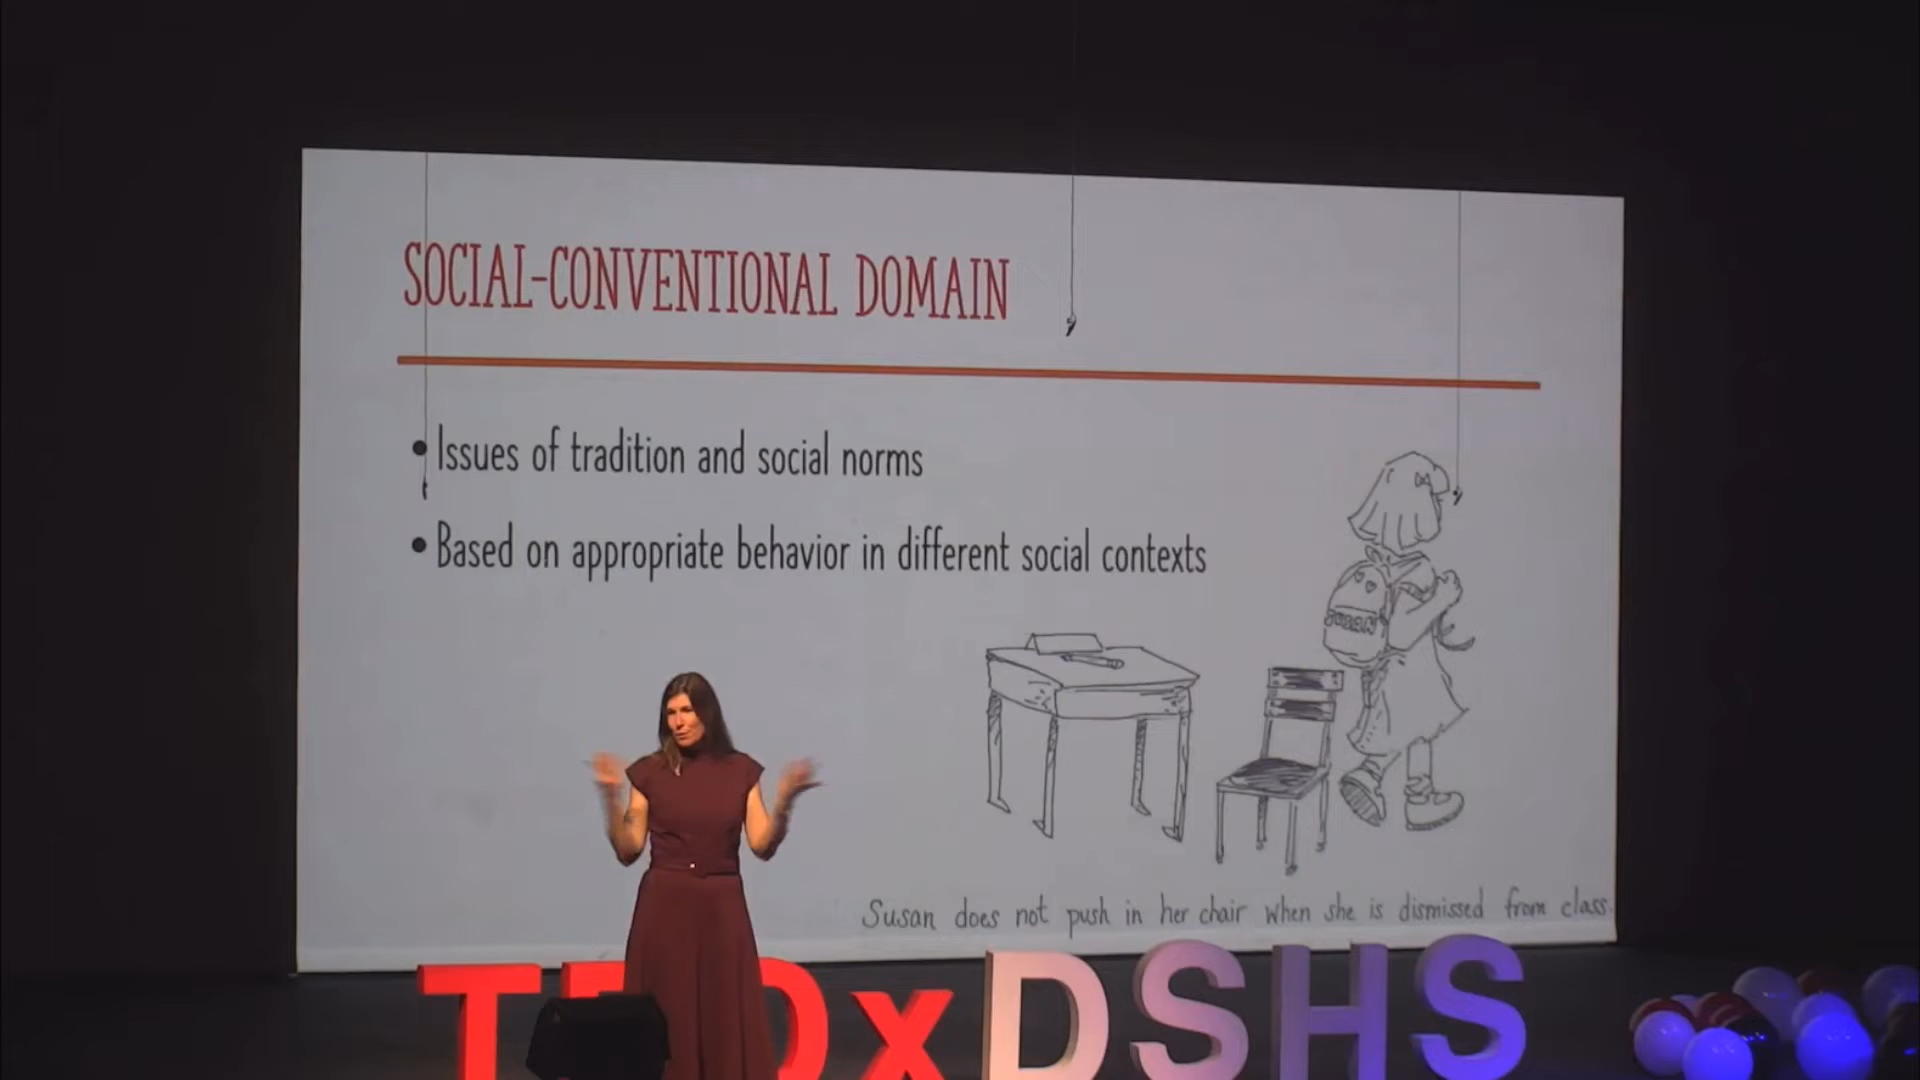 SOCIAL-CONVENTIONAL DOMAIN
• Issues of tradition and social norms
• Based on appropriate behavior in different social contexts
SUSAN
Susan does not push in her chair when she is dismissed from class.
TEDxDSHS